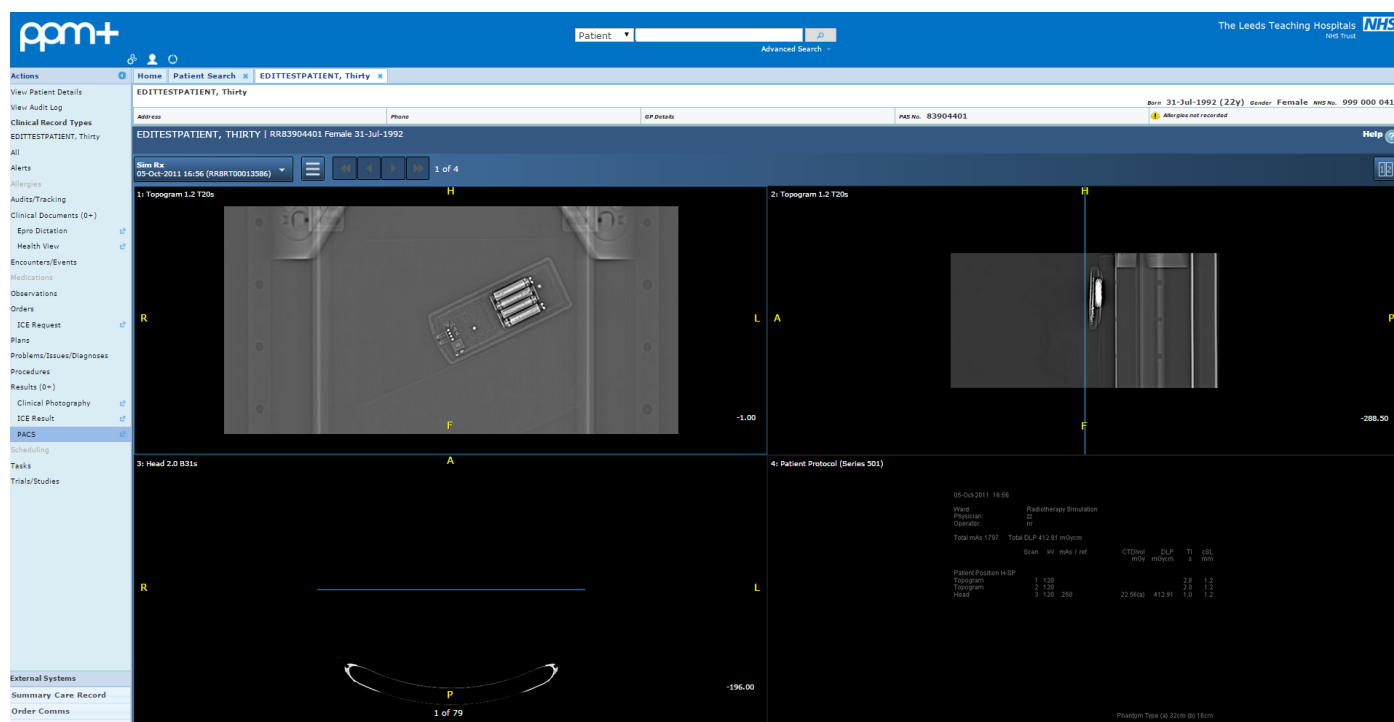 ppm+
Patient
Advanced Search
The Leeds Teaching Hospitals NHS
NHS Trust
Actions
Home Patient Search EDITTESTPATIENT, Thirty
View Patient Details
View Audit Log
Clinical Record Types
EDITTESTPATIENT, Thirty
All
Alerts
Allergies
Audits/Tracking
Clinical Documents (0+)
Epro Dictation
Health View
Encounters/Events
Medications
Observations
Orders
ICE Request
Plans
Problems/Issues/Diagnoses
Procedures
Results (0+)
Clinical Photography
ICE Result
PACS
Scheduling
Tasks
Trials/Studies
External Systems
Summary Care Record
Order Comms
EDITTESTPATIENT, Thirty
Born 31-Jul-1992 (22y) Gender Female NHS No. 999 000 041
Address Phone GP Details PAS No. 83904401 Allergies not recorded
EDITESTPATIENT, THIRTY | RR83904401 Female 31-Jul-1992
Help ?
Sim Rx
05-Oct-2011 16:56 (RR8RT00013586)
1 of 4
1 2
1: Topogram 1.2 T20s
H
R
L
F
-1.00
2: Topogram 1.2 T20s
H
A
P
F
-288.50
3: Head 2.0 B31s
A
R
L
P
-196.00
1 of 79
4: Patient Protocol (Series 501)
05-Oct-2011 16:56
Ward: Radiotherapy Simulation
Physician: zz
Operator: nr
Total mAs 1797 Total DLP 412.91 mGycm
Scan kV mAs / ref. CTDIvol DLP TI cSL
mGy mGycm s mm
Patient Position H-SP
Topogram 1 120 2.0 1.2
Topogram 2 120 2.0 1.2
Head 3 120 250 22.56(a) 412.91 1.0 1.2
Phantom Type (a) 32cm (b) 16cm